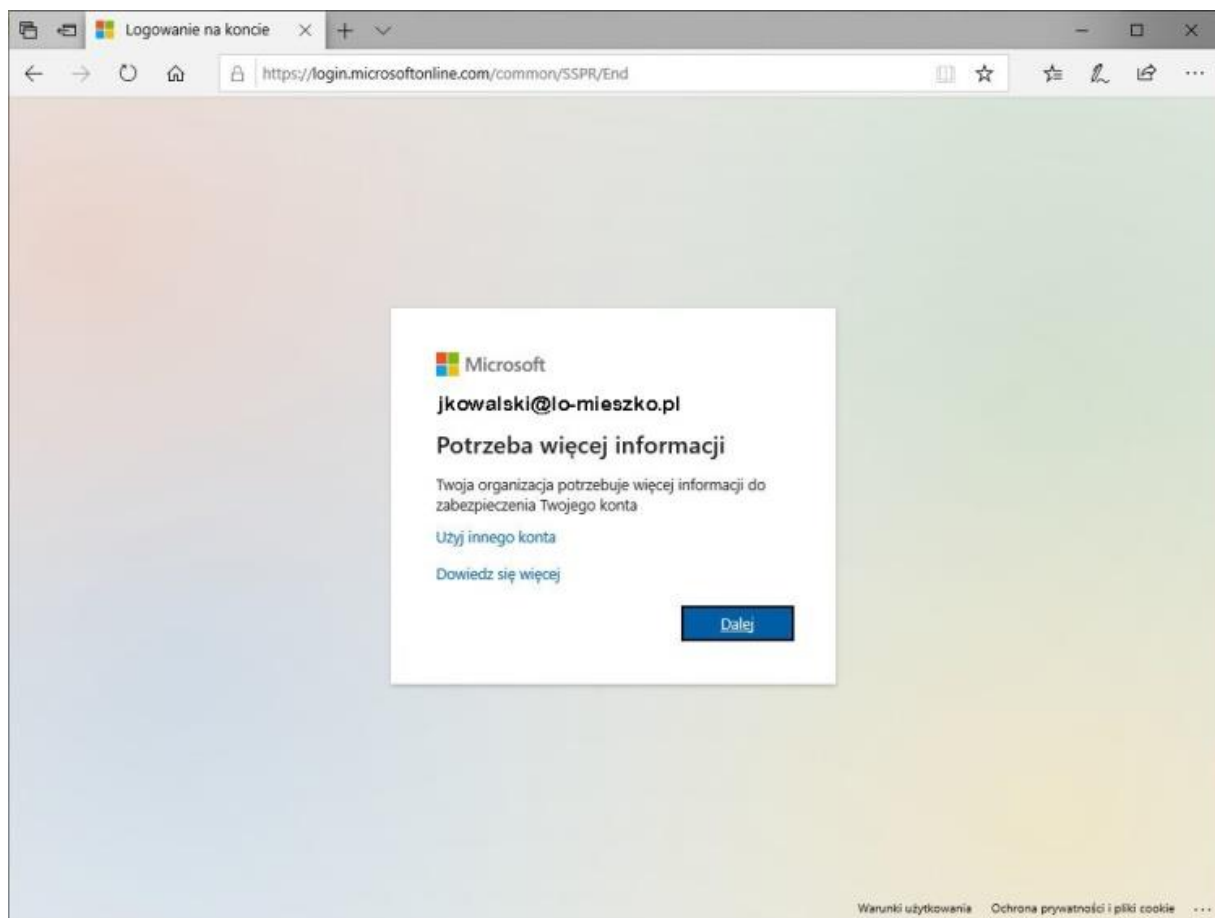 Logowanie na koncie
https://login.microsoftonline.com/common/SSPR/End
Microsoft
jkowalski@lo-mieszko.pl
Potrzeba więcej informacji
Twoja organizacja potrzebuje więcej informacji do
zabezpieczenia Twojego konta
Użyj innego konta
Dowiedz się więcej
Dalej
Warunki użytkowania Ochrona prywatności i pliki cookie ...